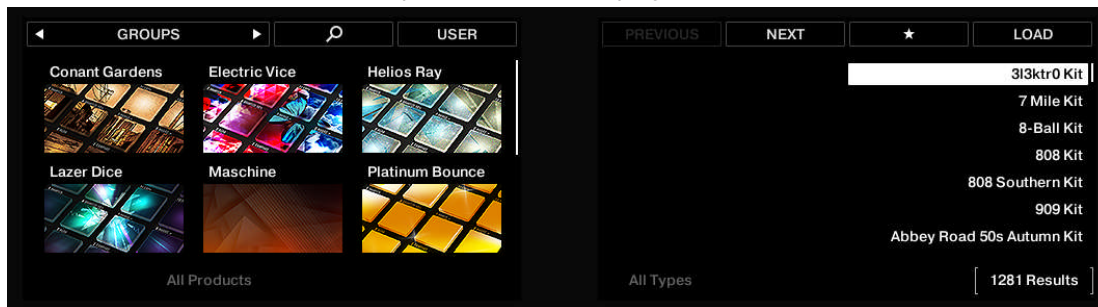 GROUPS
USER
PREVIOUS
NEXT
LOAD
Conant Gardens
Electric Vice
Helios Ray
Lazer Dice
Maschine
Platinum Bounce
All Products
3l3ktr0 Kit
7 Mile Kit
8-Ball Kit
808 Kit
808 Southern Kit
909 Kit
Abbey Road 50s Autumn Kit
All Types
1281 Results